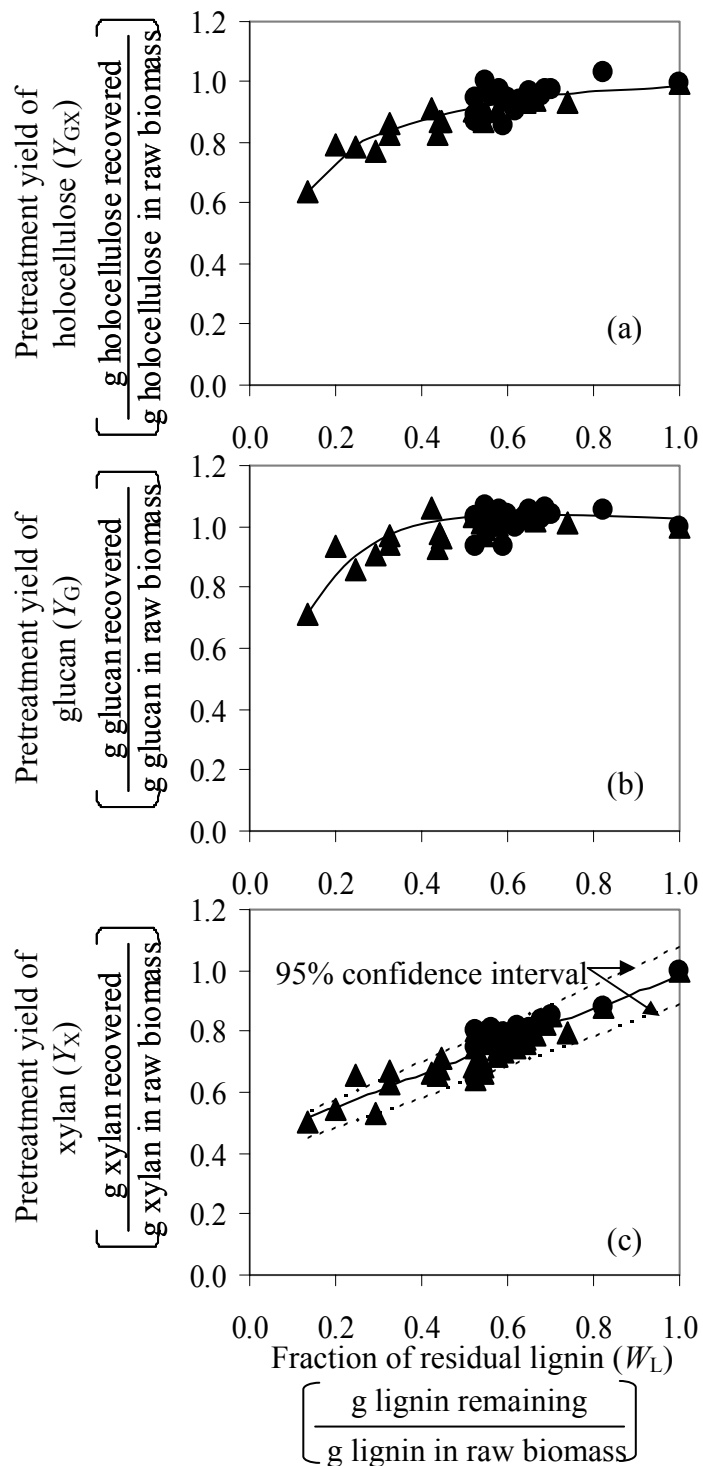 Pretreatment yield of
holocellulose (Y_GX)
g holocellulose recovered
g holocellulose in raw biomass
1.2
1.0
0.8
0.6
0.4
0.2
0.0
(a)
0.0 0.2 0.4 0.6 0.8 1.0
Pretreatment yield of
glucan (Y_G)
g glucan recovered
g glucan in raw biomass
1.2
1.0
0.8
0.6
0.4
0.2
0.0
(b)
0.0 0.2 0.4 0.6 0.8 1.0
Pretreatment yield of
xylan (Y_X)
g xylan recovered
g xylan in raw biomass
1.2
1.0
0.8
0.6
0.4
0.2
0.0
95% confidence interval
(c)
0.0 0.2 0.4 0.6 0.8 1.0
Fraction of residual lignin (W_L)
g lignin remaining
g lignin in raw biomass